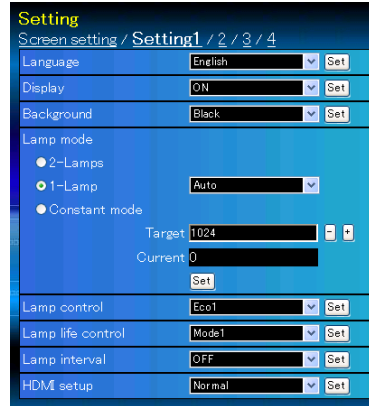 Setting
Screen setting / Setting1 / 2 / 3 / 4
Language English Set
Display ON Set
Background Black Set
Lamp mode
2-Lamps
1-Lamp Auto
Constant mode
Target 1024 - +
Current 0
Set
Lamp control Eco1 Set
Lamp life control Mode1 Set
Lamp interval OFF Set
HDMI setup Normal Set